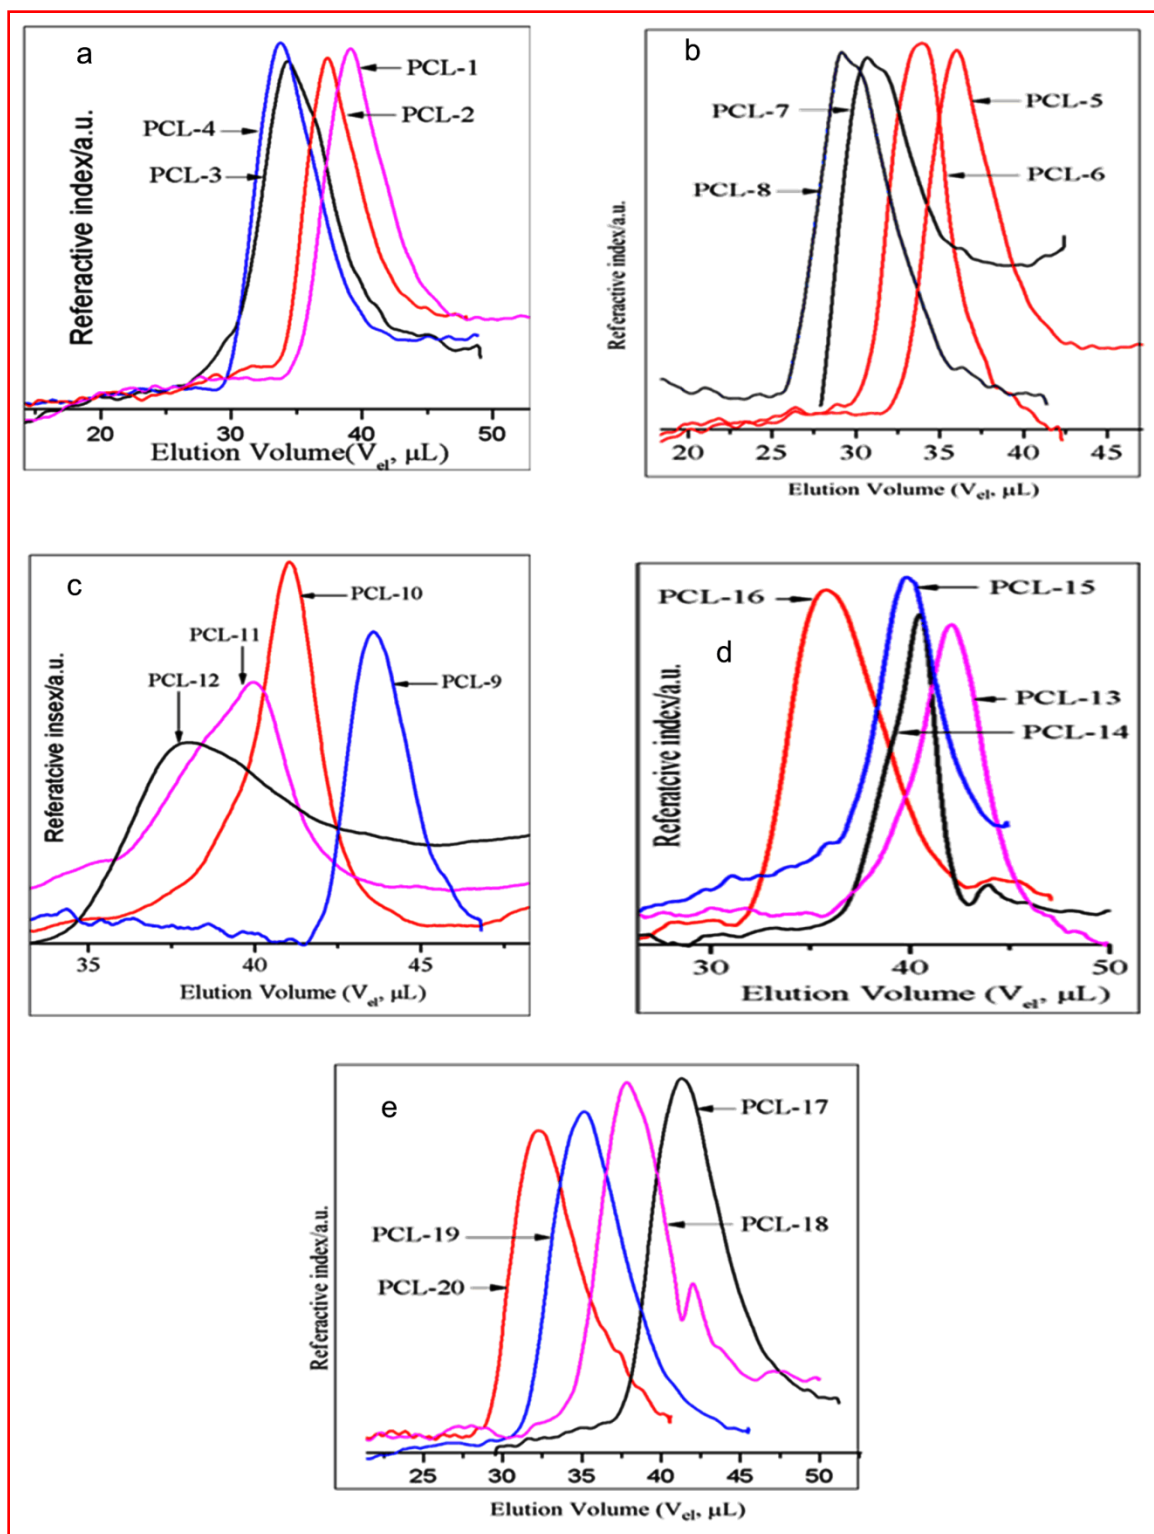 a
PCL-1
PCL-2
PCL-4
PCL-3
Referactive index/a.u.
20 30 40 50
Elution Volume(Vel, μL)
b
PCL-7
PCL-5
PCL-8
PCL-6
Referactive index/a.u.
20 25 30 35 40 45
Elution Volume (Vel, μL)
c
PCL-10
PCL-11
PCL-12
PCL-9
Referatcive insex/a.u.
35 40 45
Elution Volume (Vel, μL)
PCL-16
PCL-15
d
PCL-13
PCL-14
Referatcive index/a.u.
30 40 50
Elution Volume (Vel, μL)
e
PCL-17
PCL-19
PCL-18
PCL-20
Referactive index/a.u.
25 30 35 40 45 50
Elution Volume (Vel, μL)